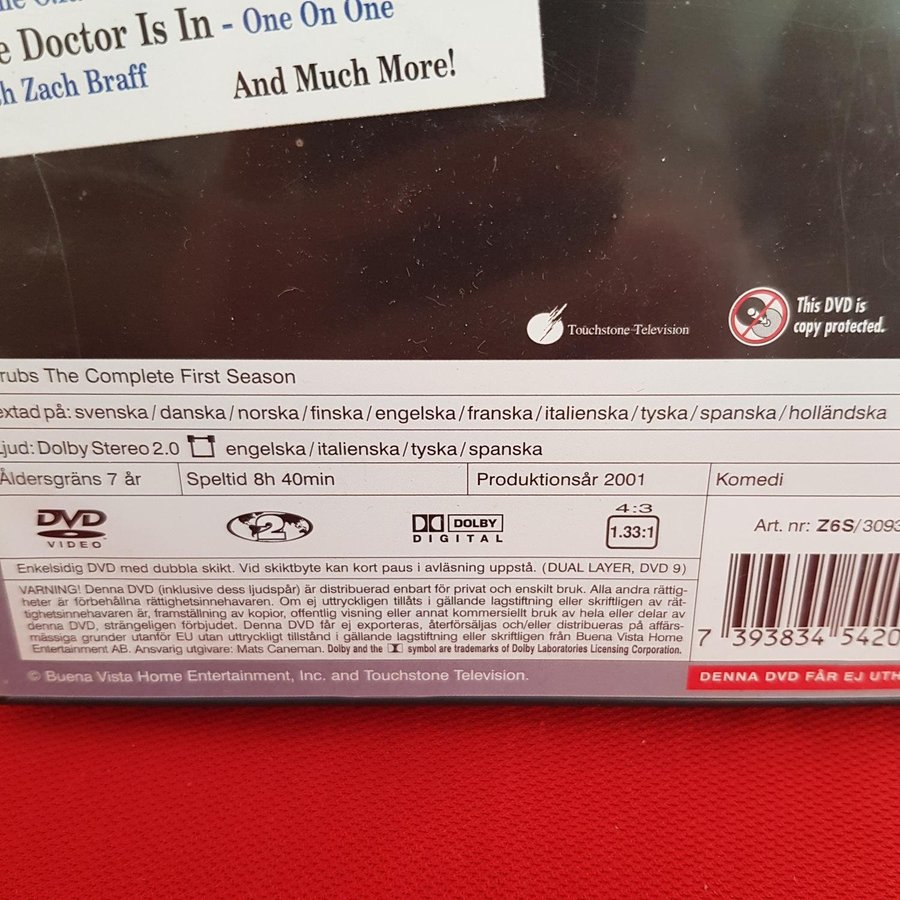 Doctor Is In - One On One
Zach Braff And Much More!
Touchstone Television
This DVD is
copy protected.
rubs The Complete First Season
extad på: svenska/danska/norska/finska/engelska/franska/italienska/tyska/spanska/holländska
jud: Dolby Stereo 2.0 engelska/italienska/tyska/spanska
Åldersgräns 7 år Speltid 8h 40min Produktionsår 2001 Komedi
DVD VIDEO 2 DOLBY DIGITAL 4:3 1.33:1 Art. nr: Z6S/3093
Enkelsidig DVD med dubbla skikt. Vid skiktbyte kan kort paus i avläsning uppstå. (DUAL LAYER, DVD 9)
VARNING! Denna DVD (inklusive dess ljudspår) är distribuerad enbart för privat och enskilt bruk. Alla andra rättig-
heter är förbehållna rättighetsinnehavaren. Om ej uttryckligen tillåts i gällande lagstiftning eller skriftligen av rät-
tighetsinnehavaren är, framställning av kopior, offentlig visning eller annat kommersiellt bruk av hela eller delar av
denna DVD, strängeligen förbjudet. Denna DVD får ej exporteras, återförsäljas och/eller distribueras på affärs-
mässiga grunder utanför EU utan uttryckligt tillstånd i gällande lagstiftning eller skriftligen från Buena Vista Home
Entertainment AB. Ansvarig utgivare: Mats Caneman. Dolby and the symbol are trademarks of Dolby Laboratories Licensing Corporation.
7 393834 5420
© Buena Vista Home Entertainment, Inc. and Touchstone Television.
DENNA DVD FÅR EJ UTH